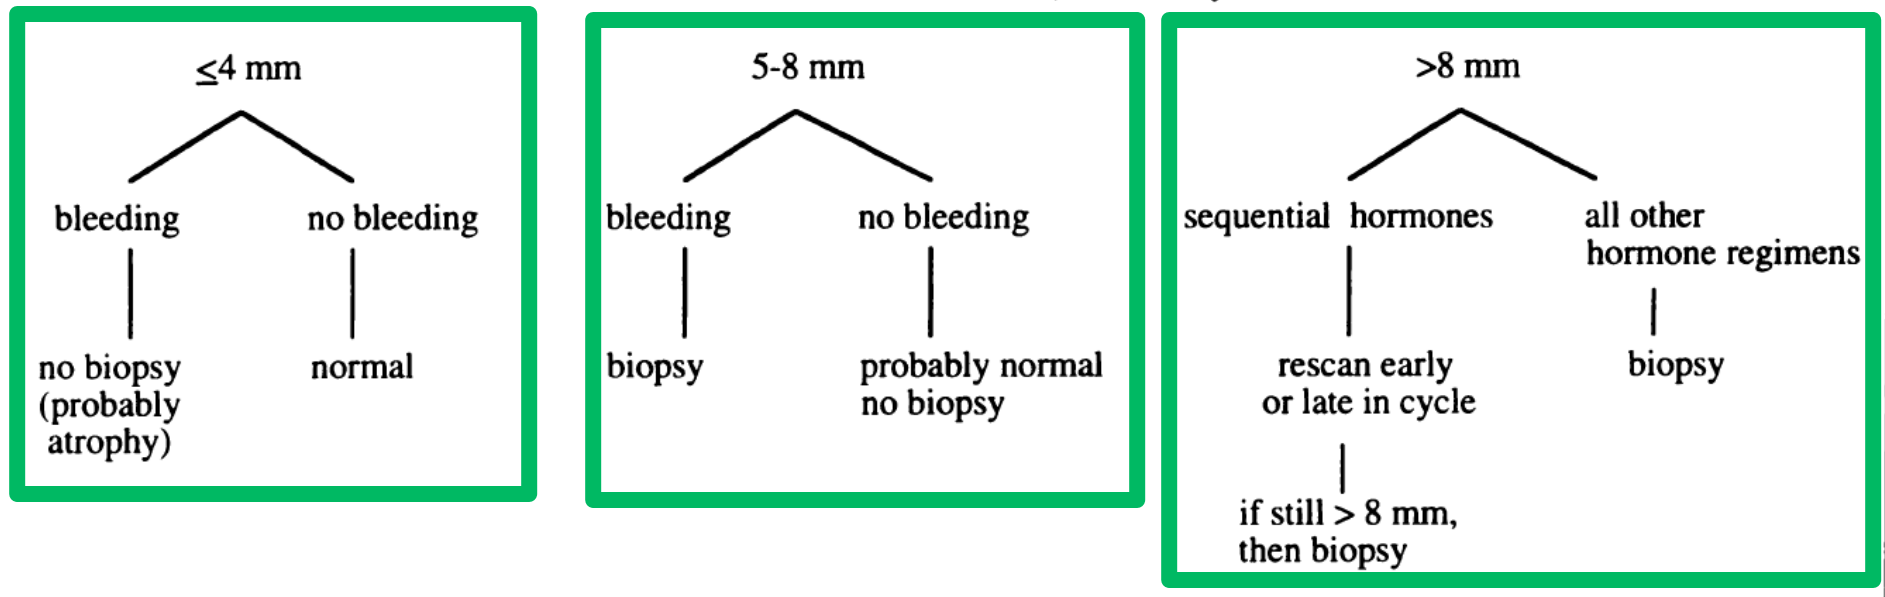 ≤4 mm
bleeding
no bleeding
no biopsy
(probably
atrophy)
normal
5-8 mm
bleeding
no bleeding
biopsy
probably normal
no biopsy
>8 mm
sequential hormones
all other
hormone regimens
rescan early
or late in cycle
biopsy
if still > 8 mm,
then biopsy